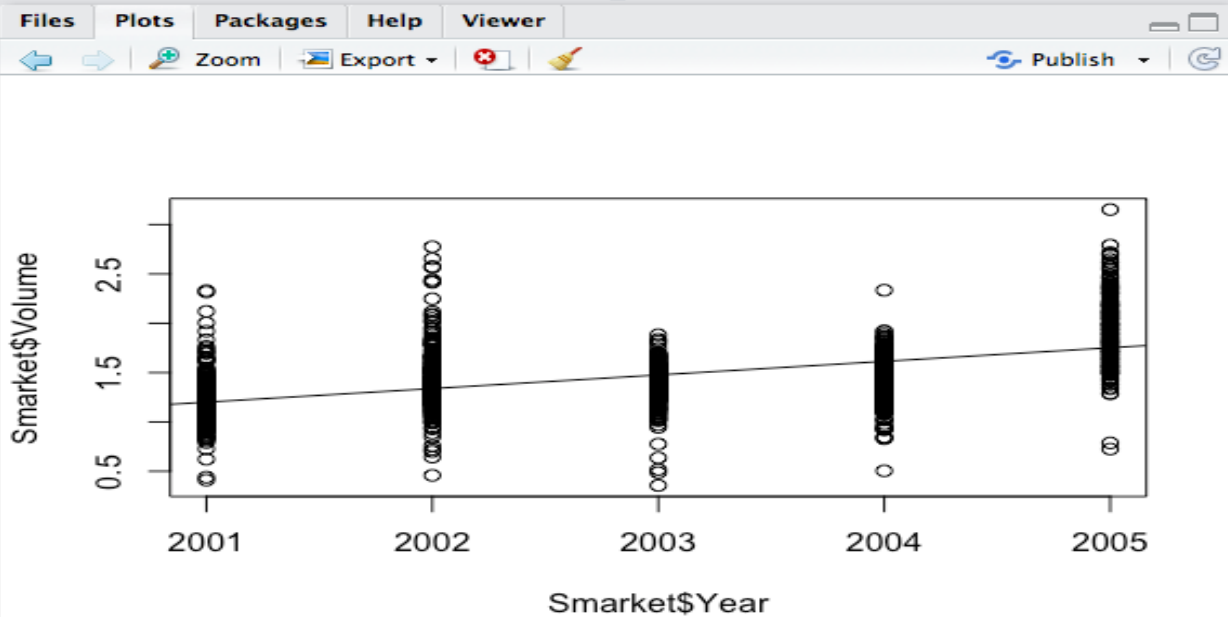 Files Plots Packages Help Viewer
Zoom Export Publish
Smarket$Volume
2.5
1.5
0.5
2001 2002 2003 2004 2005
Smarket$Year